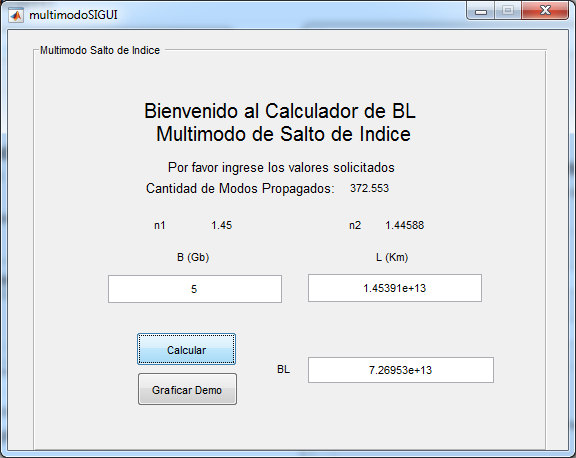 multimodoSIGUI
Multimodo Salto de Indice
Bienvenido al Calculador de BL
Multimodo de Salto de Indice
Por favor ingrese los valores solicitados
Cantidad de Modos Propagados: 372.553
n1 1.45 n2 1.44588
B (Gb) L (Km)
5 1.45391e+13
Calcular
BL 7.26953e+13
Graficar Demo